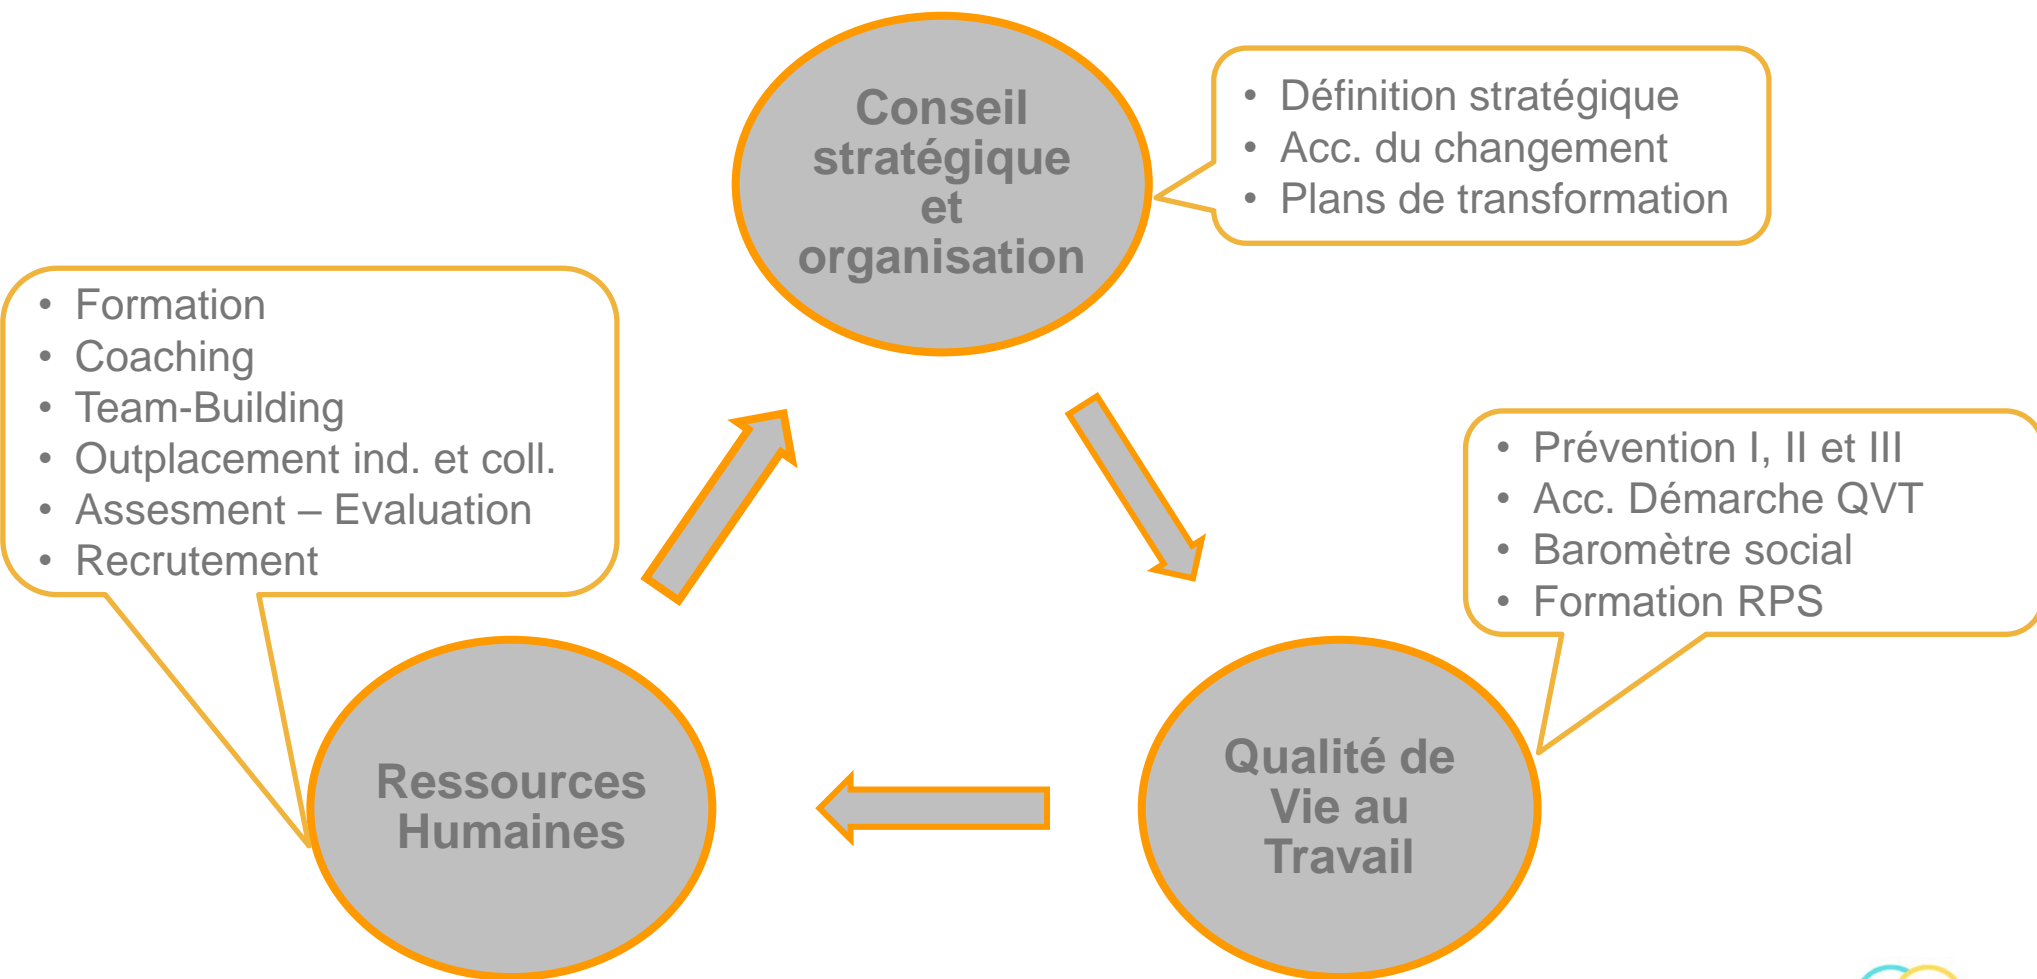 Conseil
stratégique
et
organisation
• Définition stratégique
• Acc. du changement
• Plans de transformation
• Formation
• Coaching
• Team-Building
• Outplacement ind. et coll.
• Assesment – Evaluation
• Recrutement
• Prévention I, II et III
• Acc. Démarche QVT
• Baromètre social
• Formation RPS
Ressources
Humaines
Qualité de
Vie au
Travail